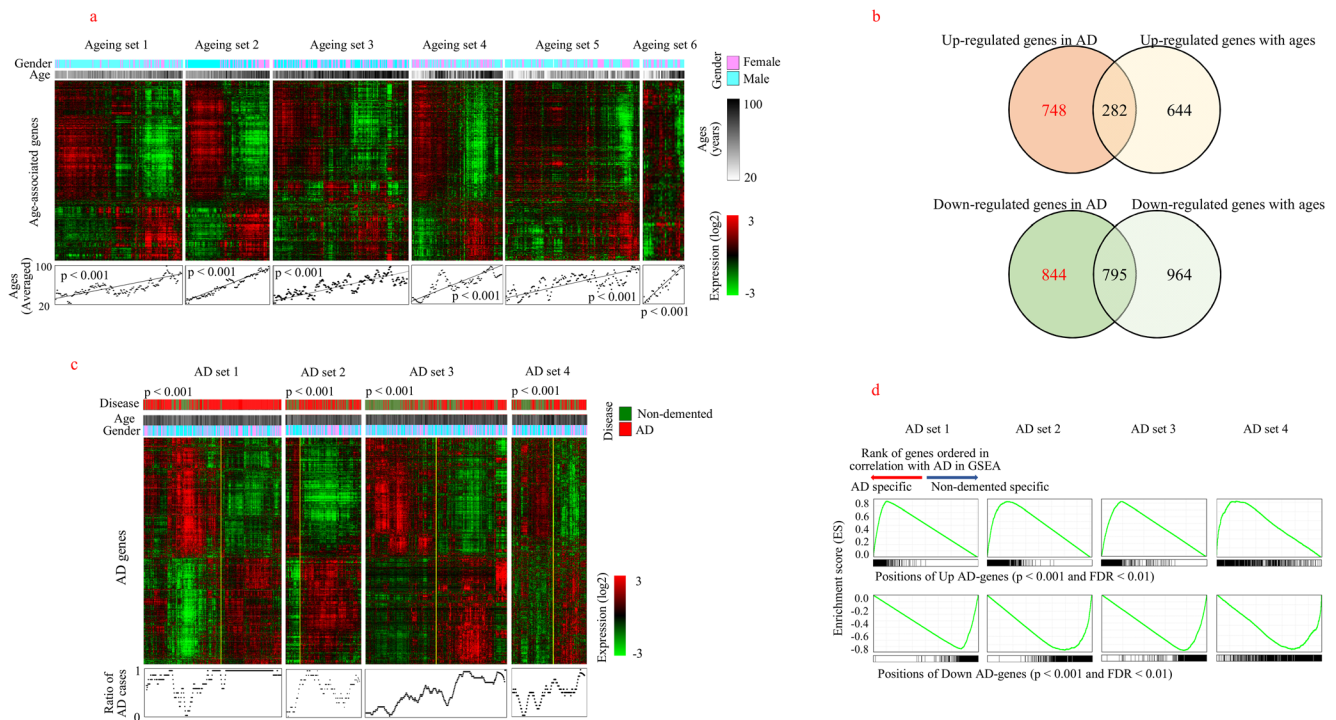 a
Ageing set 1
Ageing set 2
Ageing set 3
Ageing set 4
Ageing set 5
Ageing set 6
Gender
Age
Age-associated genes
Ages
(Averaged)
100
20
p < 0.001
p < 0.001
p < 0.001
p < 0.001
p < 0.001
p < 0.001
Gender
Female
Male
Ages
(years)
100
20
Expression (log2)
3
-3
b
Up-regulated genes in AD
Up-regulated genes with ages
748
282
644
Down-regulated genes in AD
Down-regulated genes with ages
844
795
964
c
AD set 1
AD set 2
AD set 3
AD set 4
p < 0.001
p < 0.001
p < 0.001
p < 0.001
Disease
Age
Gender
AD genes
Ratio of
AD cases
1
0
Disease
Non-demented
AD
Expression (log2)
3
-3
d
AD set 1
AD set 2
AD set 3
AD set 4
Rank of genes ordered in
correlation with AD in GSEA
AD specific
Non-demented specific
Enrichment score (ES)
0.8
0.6
0.4
0.2
0.0
Positions of Up AD-genes (p < 0.001 and FDR < 0.01)
0.0
-0.2
-0.4
-0.6
-0.8
Positions of Down AD-genes (p < 0.001 and FDR < 0.01)